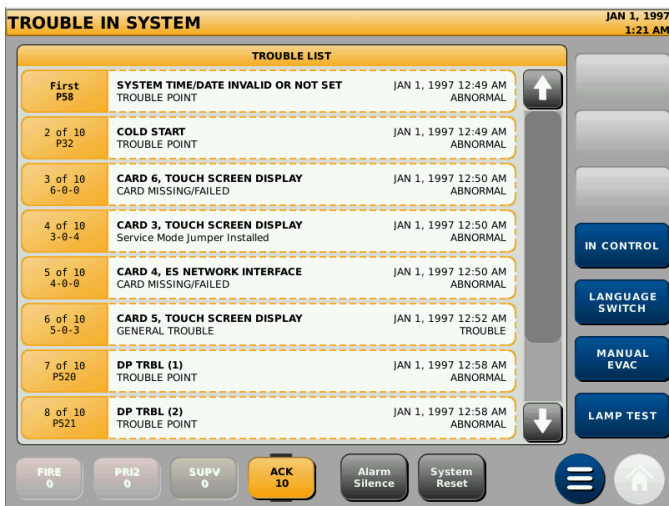 TROUBLE IN SYSTEM
JAN 1, 1997
1:21 AM
TROUBLE LIST
First
P58
SYSTEM TIME/DATE INVALID OR NOT SET
TROUBLE POINT
JAN 1, 1997 12:49 AM
ABNORMAL
2 of 10
P32
COLD START
TROUBLE POINT
JAN 1, 1997 12:49 AM
ABNORMAL
3 of 10
6-0-0
CARD 6, TOUCH SCREEN DISPLAY
CARD MISSING/FAILED
JAN 1, 1997 12:50 AM
ABNORMAL
4 of 10
3-0-4
CARD 3, TOUCH SCREEN DISPLAY
Service Mode Jumper Installed
JAN 1, 1997 12:50 AM
ABNORMAL
5 of 10
4-0-0
CARD 4, ES NETWORK INTERFACE
CARD MISSING/FAILED
JAN 1, 1997 12:50 AM
ABNORMAL
6 of 10
5-0-3
CARD 5, TOUCH SCREEN DISPLAY
GENERAL TROUBLE
JAN 1, 1997 12:52 AM
TROUBLE
7 of 10
P520
DP TRBL (1)
TROUBLE POINT
JAN 1, 1997 12:58 AM
ABNORMAL
8 of 10
P521
DP TRBL (2)
TROUBLE POINT
JAN 1, 1997 12:58 AM
ABNORMAL
IN CONTROL
LANGUAGE
SWITCH
MANUAL
EVAC
LAMP TEST
FIRE
0
PRI2
0
SUPV
0
ACK
10
Alarm
Silence
System
Reset